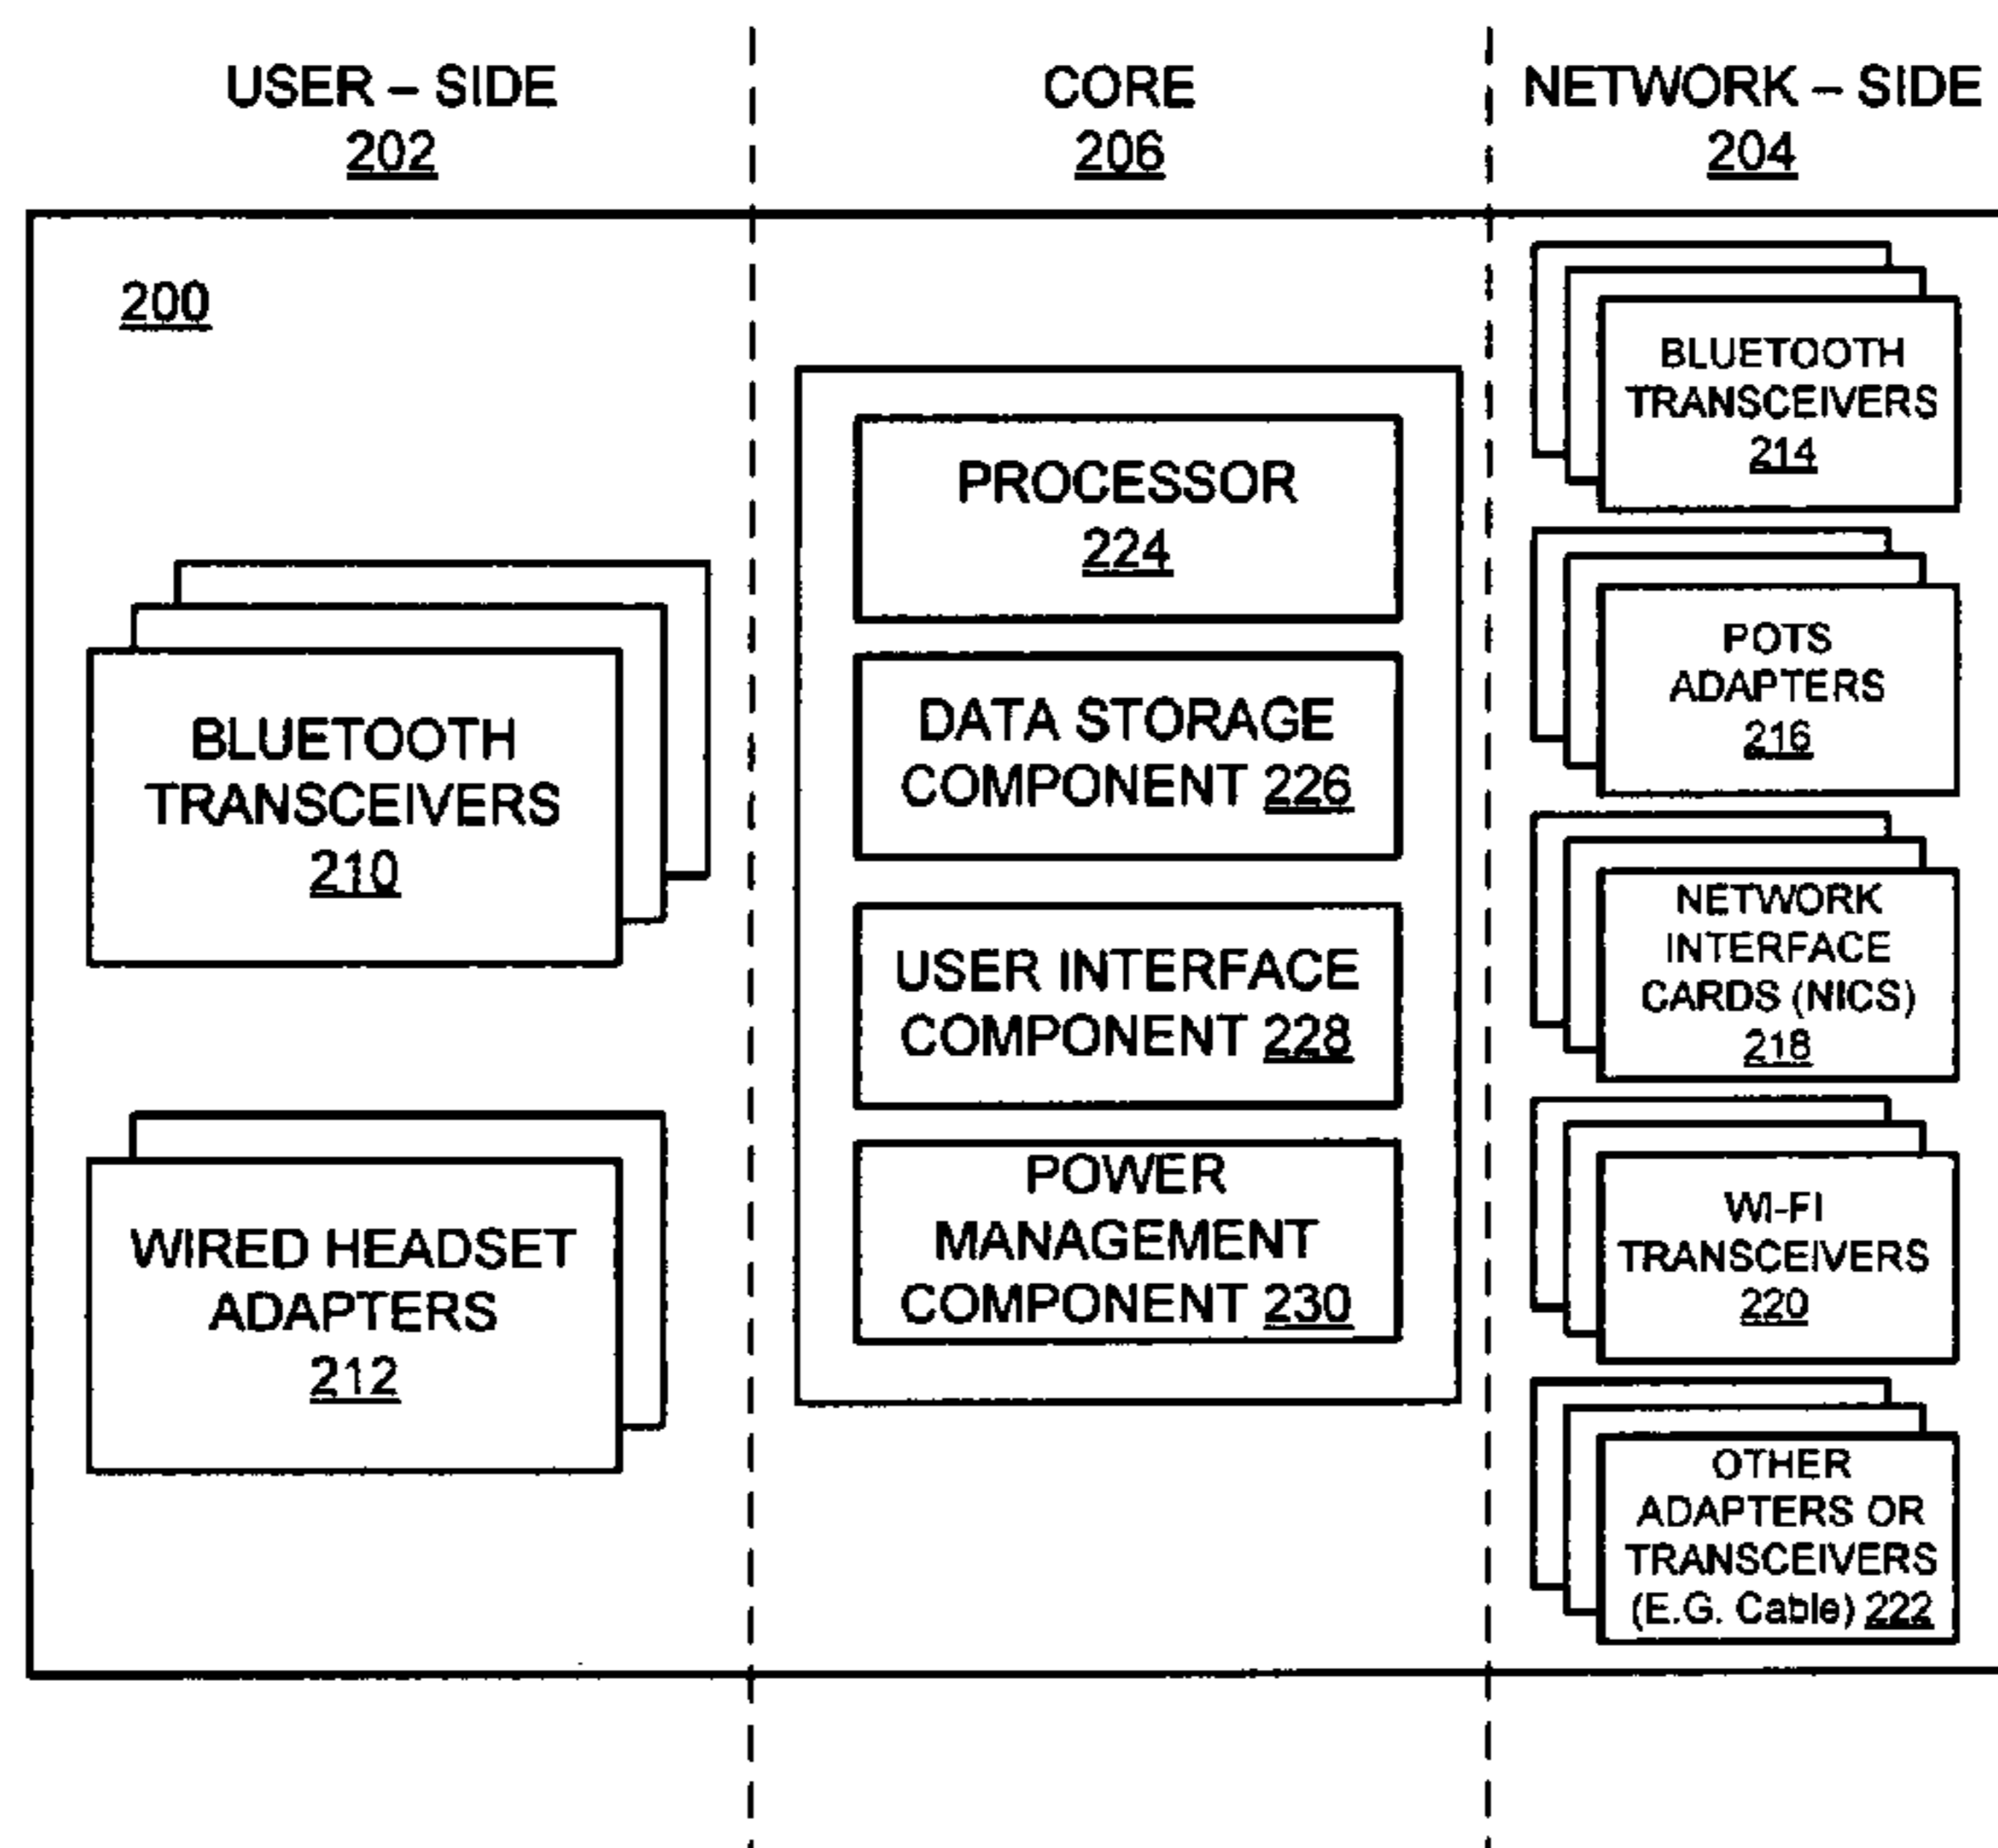 USER – SIDE
202
CORE
206
NETWORK – SIDE
204
200
BLUETOOTH
TRANSCEIVERS
210
WIRED HEADSET
ADAPTERS
212
PROCESSOR
224
DATA STORAGE
COMPONENT 226
USER INTERFACE
COMPONENT 228
POWER
MANAGEMENT
COMPONENT 230
BLUETOOTH
TRANSCEIVERS
214
POTS
ADAPTERS
216
NETWORK
INTERFACE
CARDS (NICS)
218
WI-FI
TRANSCEIVERS
220
OTHER
ADAPTERS OR
TRANSCEIVERS
(E.G. Cable) 222